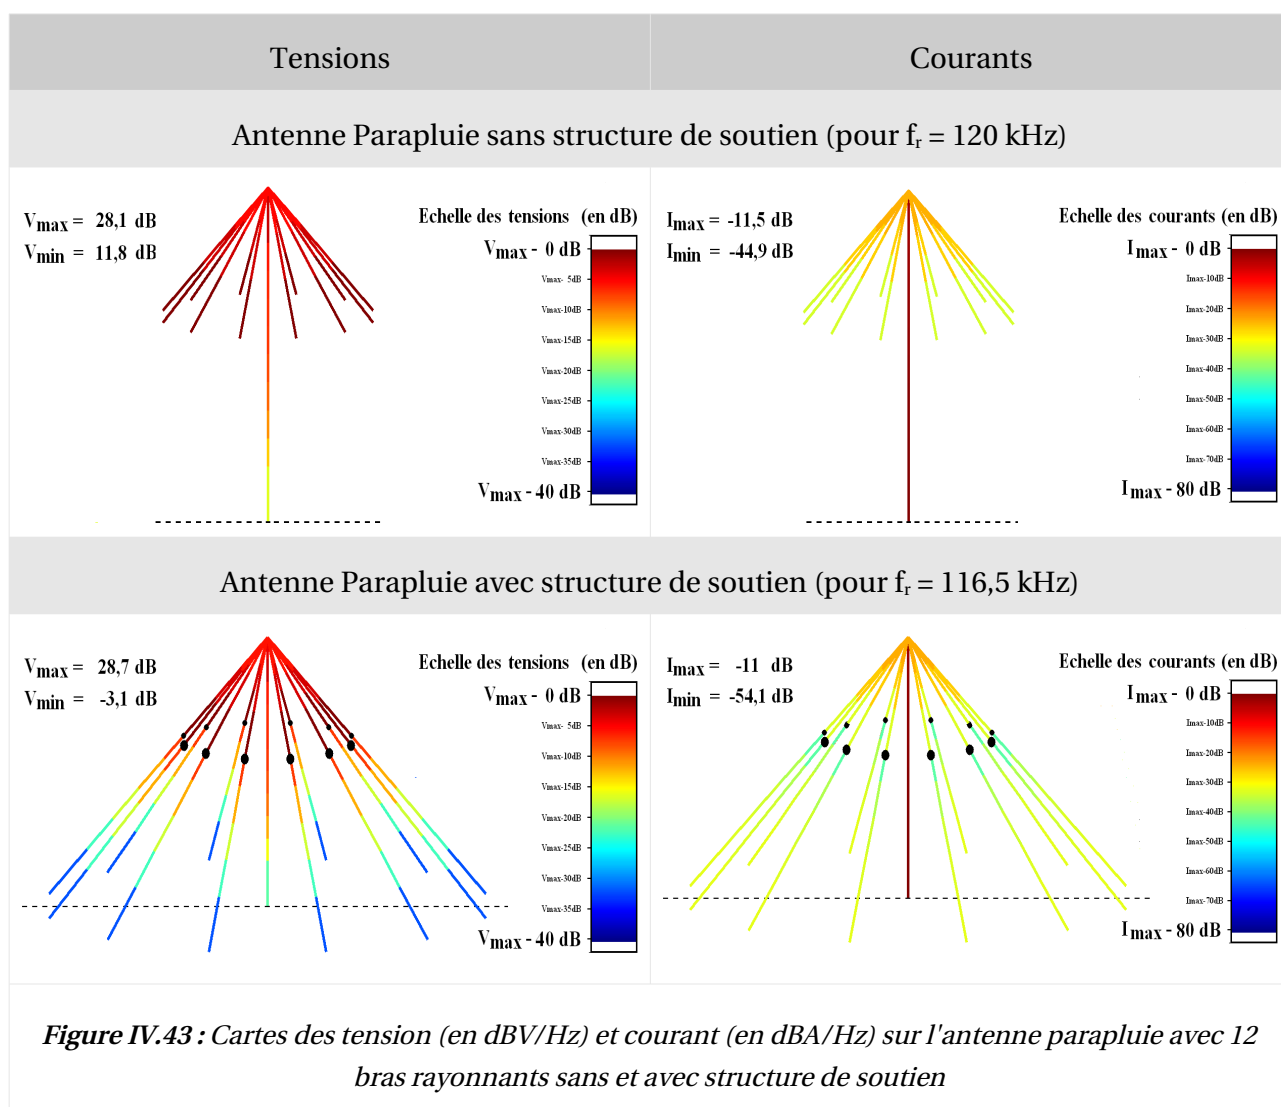 Tensions
Courants
Antenne Parapluie sans structure de soutien (pour fr = 120 kHz)
Vmax = 28,1 dB
Vmin = 11,8 dB
Echelle des tensions (en dB)
Vmax - 0 dB
Vmax- 5dB
Vmax-10dB
Vmax-15dB
Vmax-20dB
Vmax-25dB
Vmax-30dB
Vmax-35dB
Vmax - 40 dB
Imax = -11,5 dB
Imin = -44,9 dB
Echelle des courants (en dB)
Imax - 0 dB
Imax-10dB
Imax-20dB
Imax-30dB
Imax-40dB
Imax-50dB
Imax-60dB
Imax-70dB
Imax - 80 dB
Antenne Parapluie avec structure de soutien (pour fr = 116,5 kHz)
Vmax = 28,7 dB
Vmin = -3,1 dB
Echelle des tensions (en dB)
Vmax - 0 dB
Vmax- 5dB
Vmax-10dB
Vmax-15dB
Vmax-20dB
Vmax-25dB
Vmax-30dB
Vmax-35dB
Vmax - 40 dB
Imax = -11 dB
Imin = -54,1 dB
Echelle des courants (en dB)
Imax - 0 dB
Imax-10dB
Imax-20dB
Imax-30dB
Imax-40dB
Imax-50dB
Imax-60dB
Imax-70dB
Imax - 80 dB
Figure IV.43 : Cartes des tension (en dBV/Hz) et courant (en dBA/Hz) sur l'antenne parapluie avec 12
bras rayonnants sans et avec structure de soutien